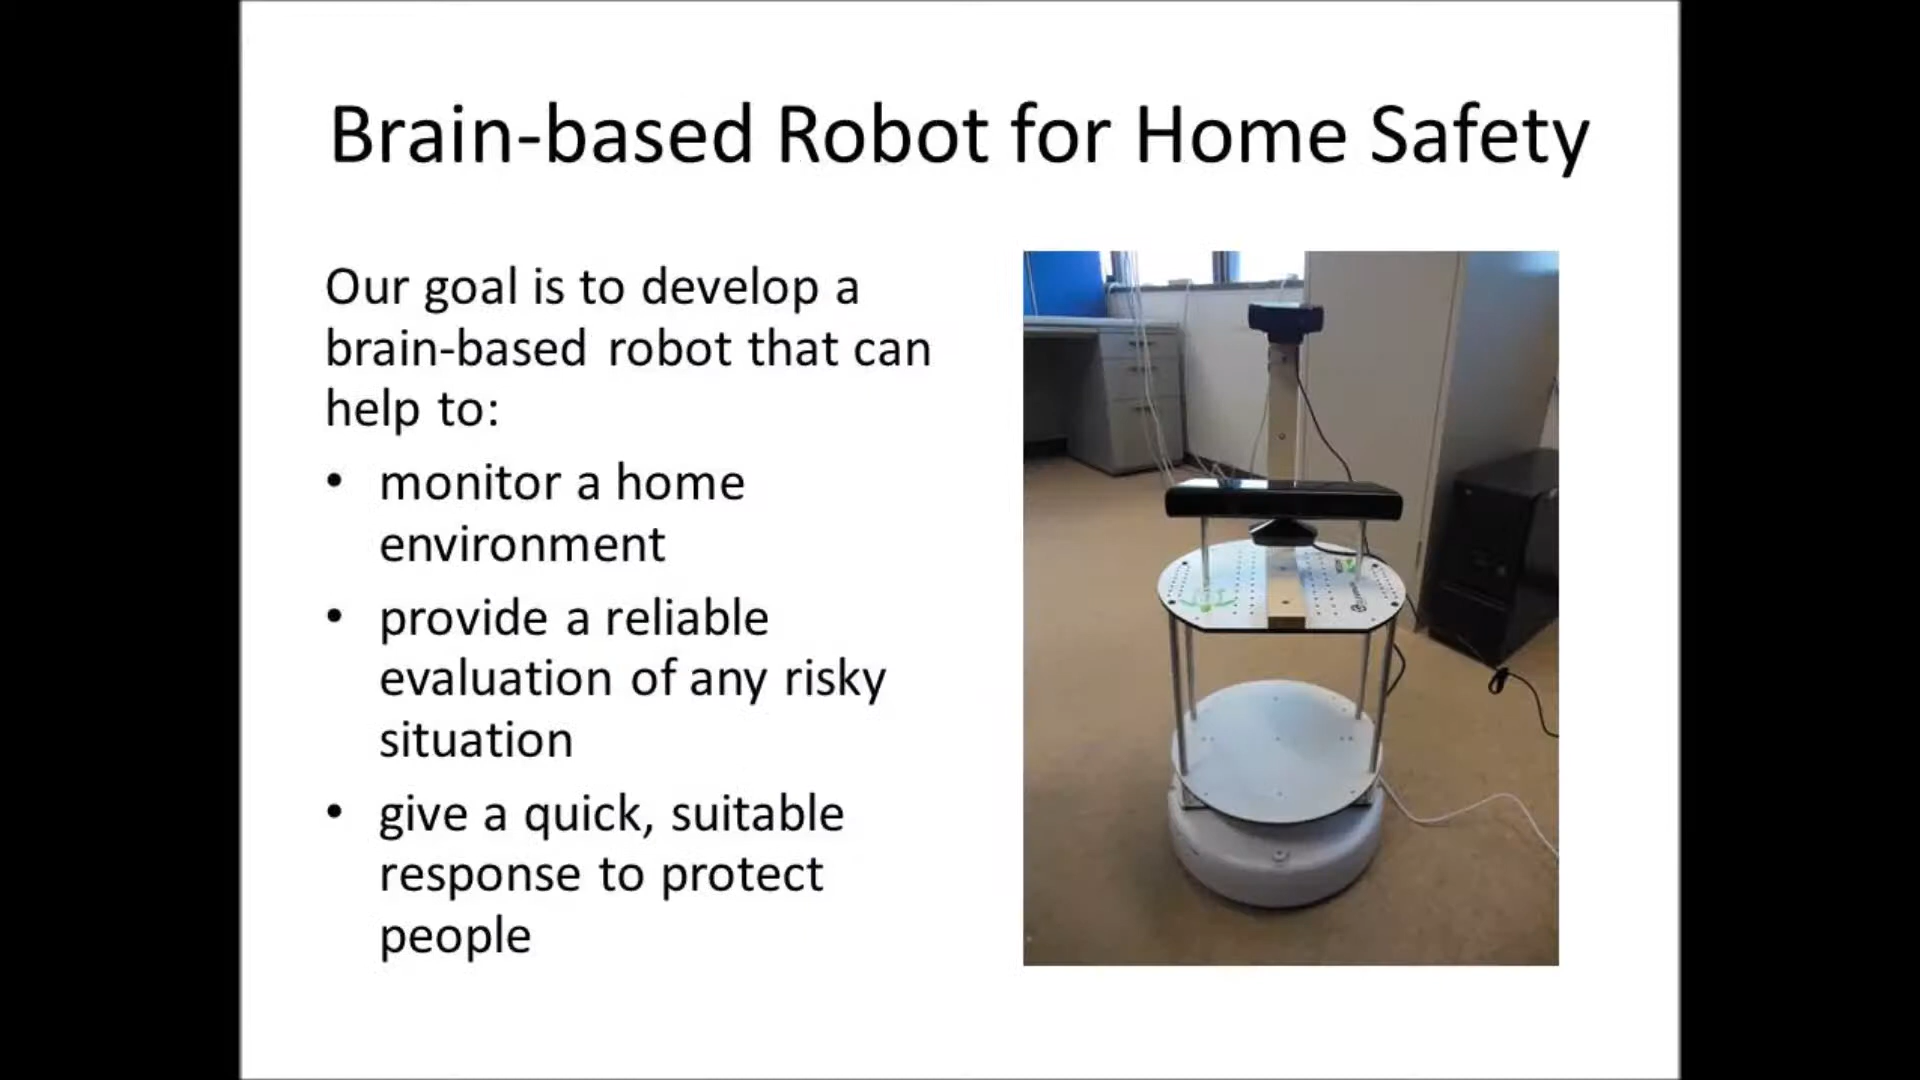 Brain-based Robot for Home Safety
Our goal is to develop a
brain-based robot that can
help to:
• monitor a home
environment
• provide a reliable
evaluation of any risky
situation
• give a quick, suitable
response to protect
people